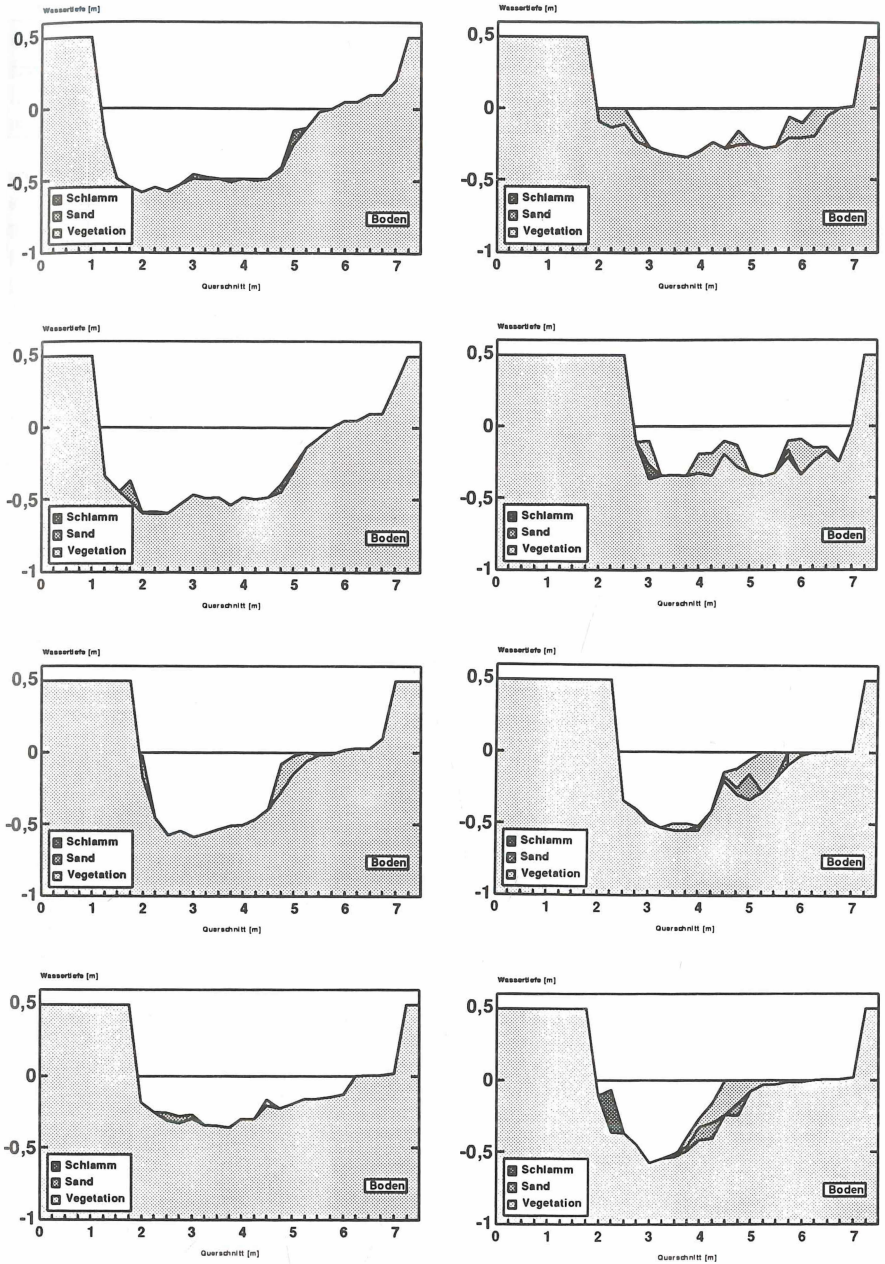 Wassertiefe [m]
0,5
0
-0,5
-1
Schlamm
Sand
Vegetation
Boden
0 1 2 3 4 5 6 7
Querschnitt [m]
Wassertiefe [m]
0,5
0
-0,5
-1
Schlamm
Sand
Vegetation
Boden
0 1 2 3 4 5 6 7
Querschnitt [m]
Wassertiefe [m]
0,5
0
-0,5
-1
Schlamm
Sand
Vegetation
Boden
0 1 2 3 4 5 6 7
Querschnitt [m]
Wassertiefe [m]
0,5
0
-0,5
-1
Schlamm
Sand
Vegetation
Boden
0 1 2 3 4 5 6 7
Querschnitt [m]
Wassertiefe [m]
0,5
0
-0,5
-1
Schlamm
Sand
Vegetation
Boden
0 1 2 3 4 5 6 7
Querschnitt [m]
Wassertiefe [m]
0,5
0
-0,5
-1
Schlamm
Sand
Vegetation
Boden
0 1 2 3 4 5 6 7
Querschnitt [m]
Wassertiefe [m]
0,5
0
-0,5
-1
Schlamm
Sand
Vegetation
Boden
0 1 2 3 4 5 6 7
Querschnitt [m]
Wassertiefe [m]
0,5
0
-0,5
-1
Schlamm
Sand
Vegetation
Boden
0 1 2 3 4 5 6 7
Querschnitt [m]